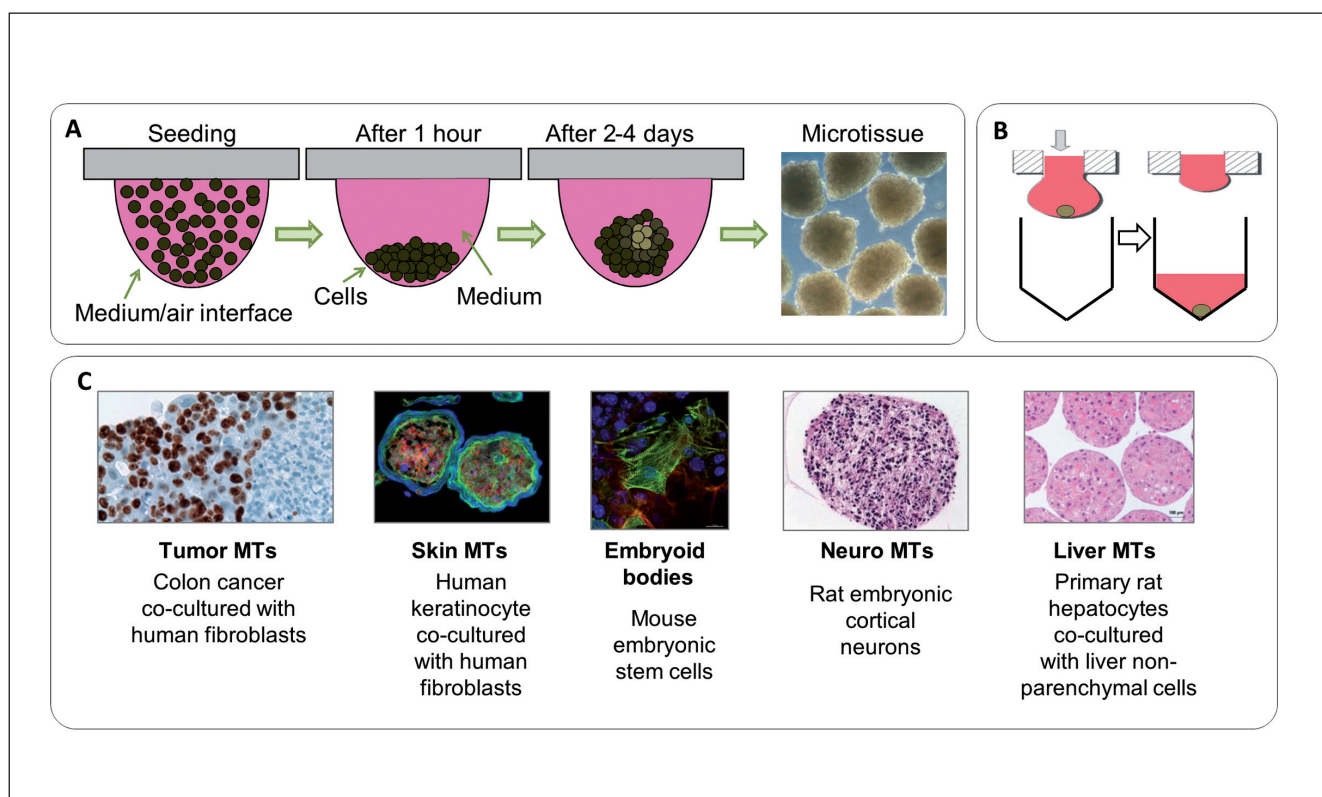 A
Seeding
After 1 hour
After 2-4 days
Microtissue
Cells
Medium
Medium/air interface
B
C
Tumor MTs
Colon cancer
co-cultured with
human fibroblasts
Skin MTs
Human
keratinocyte
co-cultured
with human
fibroblasts
Embryoid
bodies
Mouse
embryonic
stem cells
Neuro MTs
Rat embryonic
cortical
neurons
100 µm
Liver MTs
Primary rat
hepatocytes
co-cultured
with liver non-
parenchymal cells